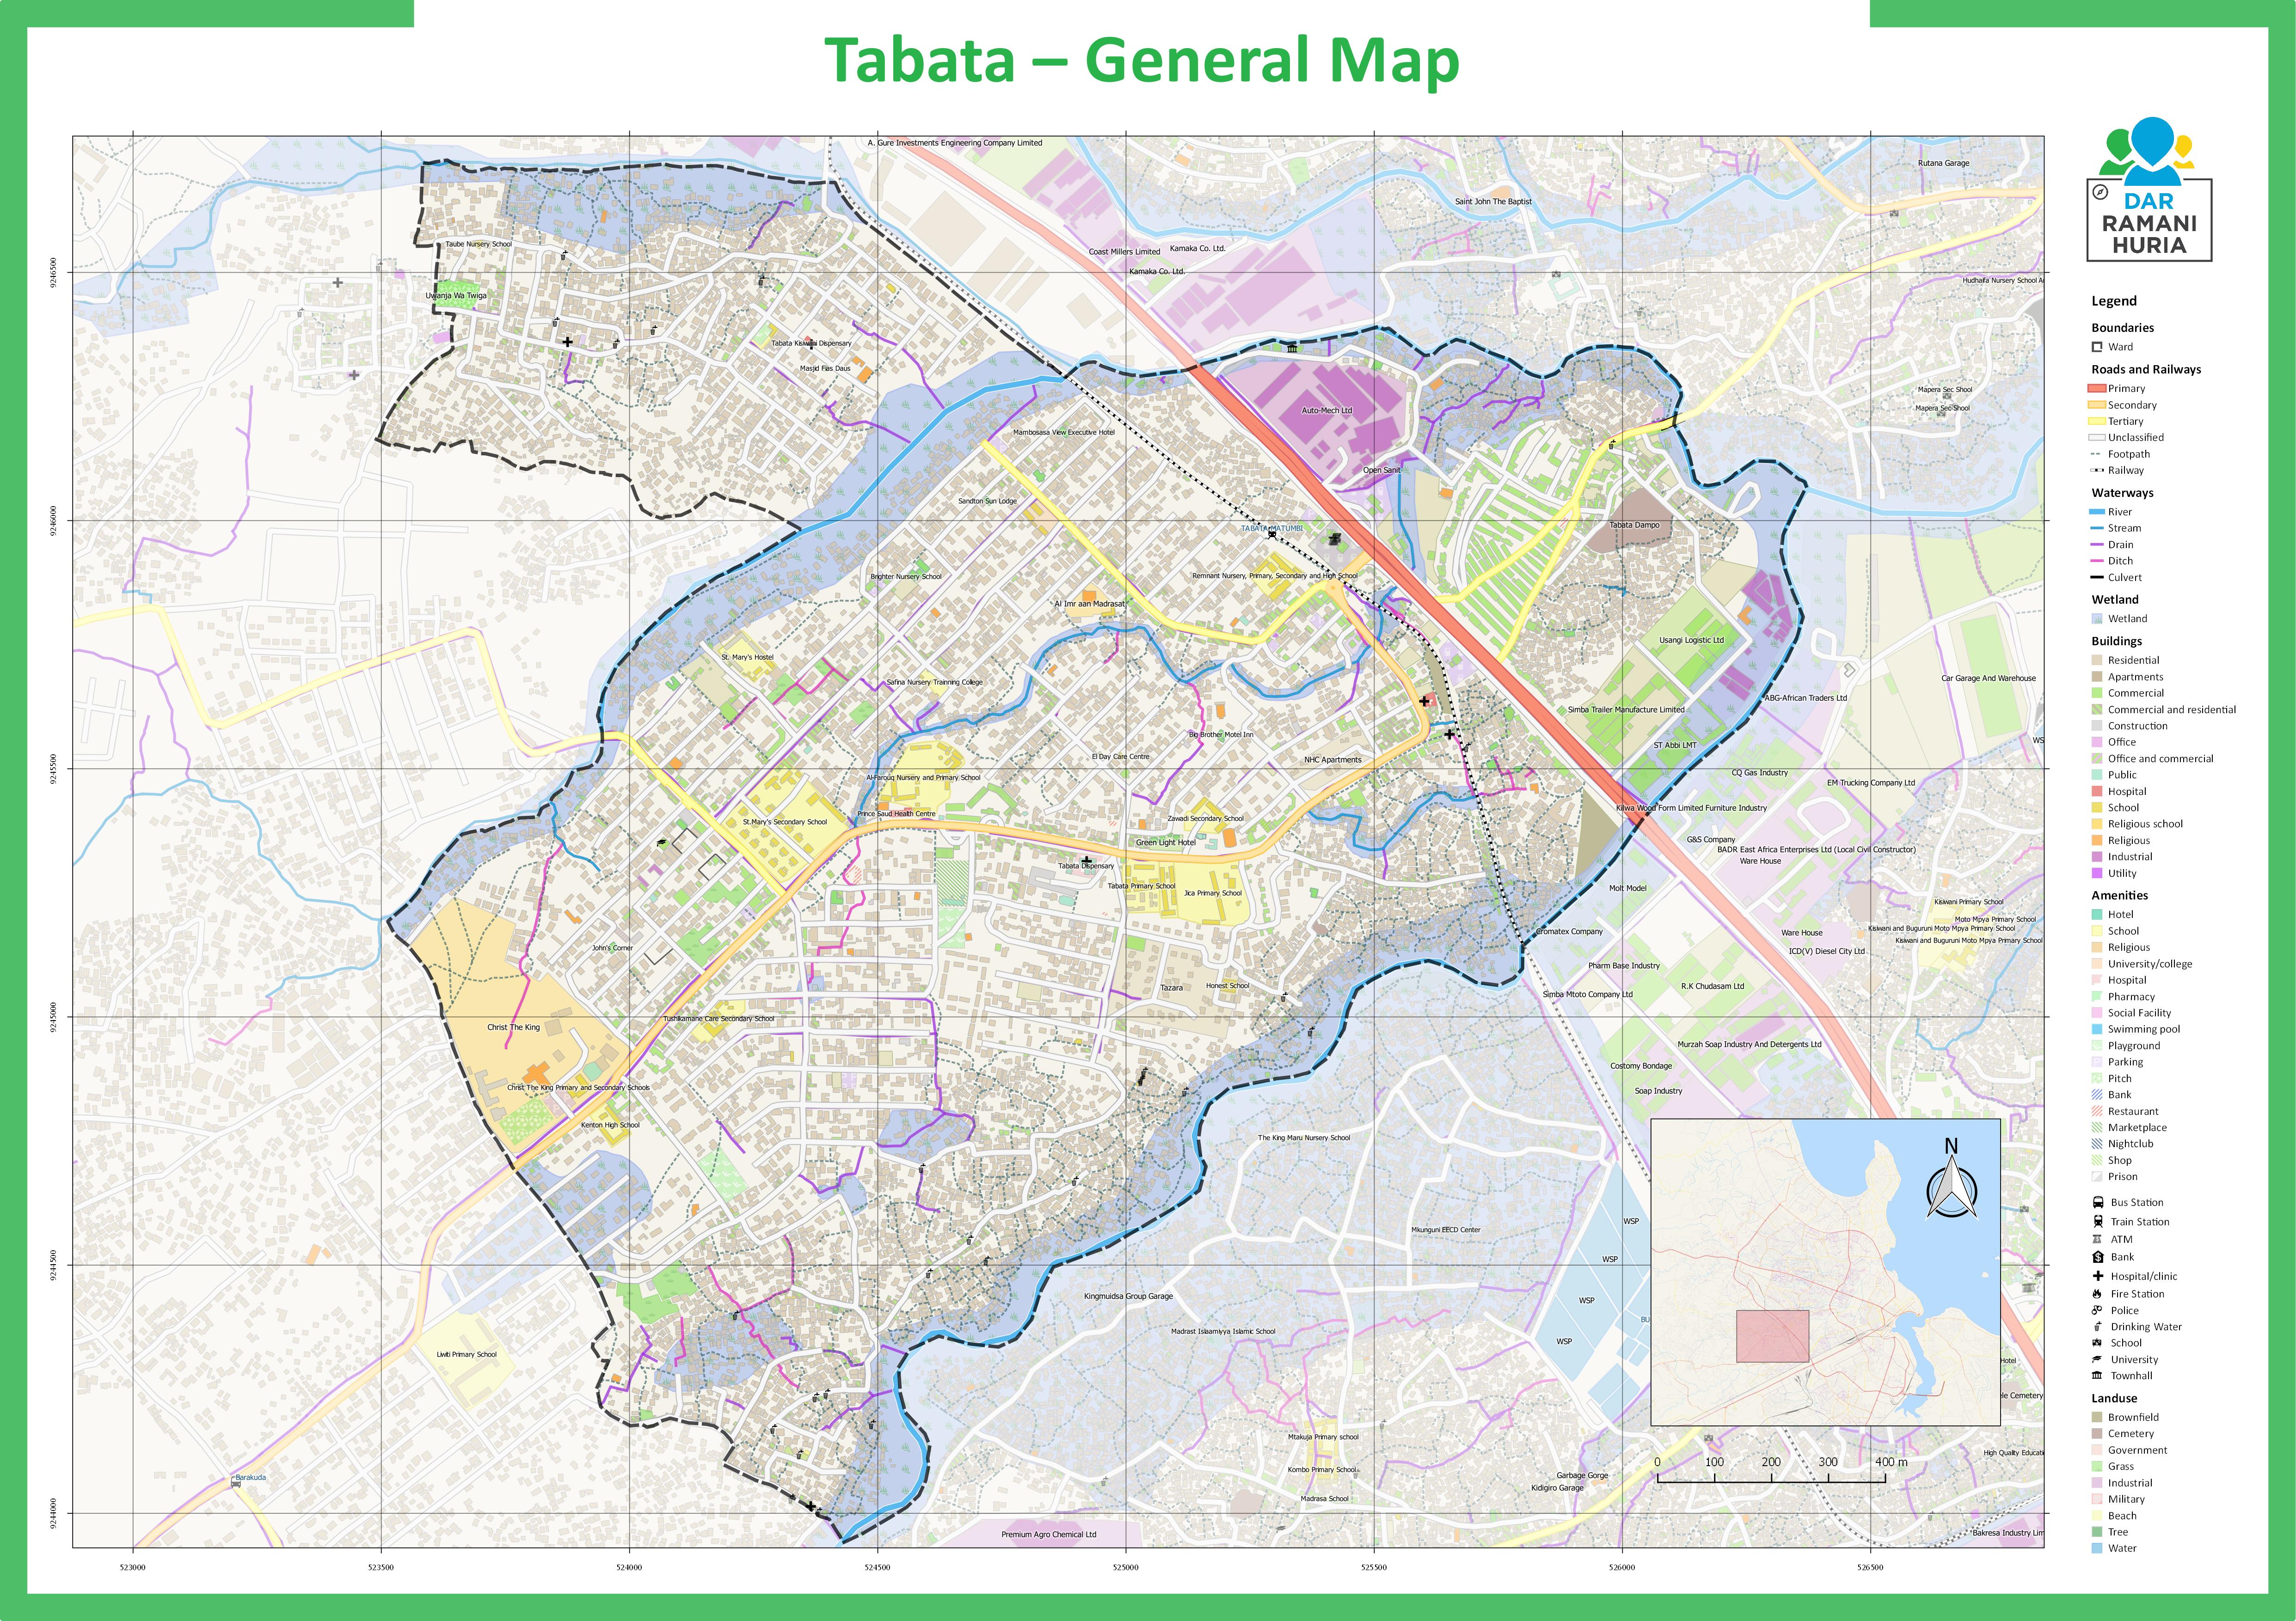 Tabata – General Map
DAR
RAMANI
HURIA
A. Gure Investments Engineering Company Limited
Rutana Garage
Saint John The Baptist
Taube Nursery School
Coast Millers Limited
Kamaka Co. Ltd.
Kamaka Co. Ltd.
Uwanja Wa Twiga
Tabata Kisiwani Dispensary
Masjid Fias Daus
Mapera Sec Shool
Mapera Sec Shool
Auto-Mech Ltd
Mambosasa View Executive Hotel
Open Sanit
Sandton Sun Lodge
TABATA MATUMBI
Tabata Dampo
Brighter Nursery School
Remnant Nursery, Primary, Secondary and High School
Al Imr aan Madrasat
Usangi Logistic Ltd
St. Mary's Hostel
Safina Nursery Trainning College
Car Garage And Warehouse
ABG-African Traders Ltd
Simba Trailer Manufacture Limited
Big Brother Motel Inn
ST Abbi LMT
El Day Care Centre
NHC Apartments
CQ Gas Industry
Al-Farouq Nursery and Primary School
EM Trucking Company Ltd
Kilwa Wood Form Limited Furniture Industry
Prince Saud Health Centre
St.Mary's Secondary School
Zawadi Secondary School
G&S Company
Green Light Hotel
BADR East Africa Enterprises Ltd (Local Civil Constructor)
Ware House
Tabata Dispensary
Tabata Primary School
Jica Primary School
Molt Model
Kisiwani Primary School
Moto Mpya Primary School
Kisiwani and Buguruni Moto Mpya Primary School
Kisiwani and Buguruni Moto Mpya Primary School
Cromatex Company
Ware House
John's Corner
ICD(V) Diesel City Ltd
Pharm Base Industry
Tazara
Honest School
R.K Chudasam Ltd
Simba Mtoto Company Ltd
Tushikamane Care Secondary School
Christ The King
Murzah Soap Industry And Detergents Ltd
Costomy Bondage
Christ The King Primary and Secondary Schools
Soap Industry
Kenton High School
The King Maru Nursery School
WSP
Mkunguni EECD Center
WSP
Kingmuidsa Group Garage
WSP
Madrast Islaamiyya Islamic School
WSP
Liwiti Primary School
Mtakuja Primary school
Kombo Primary School
Garbage Gorge
Kidigiro Garage
Barakuda
Madrasa School
Premium Agro Chemical Ltd
N
0 100 200 300 400 m
9246500
9246000
9245500
9245000
9244500
9244000
523000 523500 524000 524500 525000 525500 526000 526500
Legend
Boundaries
Ward
Roads and Railways
Primary
Secondary
Tertiary
Unclassified
Footpath
Railway
Waterways
River
Stream
Drain
Ditch
Culvert
Wetland
Wetland
Buildings
Residential
Apartments
Commercial
Commercial and residential
Construction
Office
Office and commercial
Public
Hospital
School
Religious school
Religious
Industrial
Utility
Amenities
Hotel
School
Religious
University/college
Hospital
Pharmacy
Social Facility
Swimming pool
Playground
Parking
Pitch
Bank
Restaurant
Marketplace
Nightclub
Shop
Prison
Bus Station
Train Station
ATM
Bank
Hospital/clinic
Fire Station
Police
Drinking Water
School
University
Townhall
Landuse
Brownfield
Cemetery
Government
Grass
Industrial
Military
Beach
Tree
Water